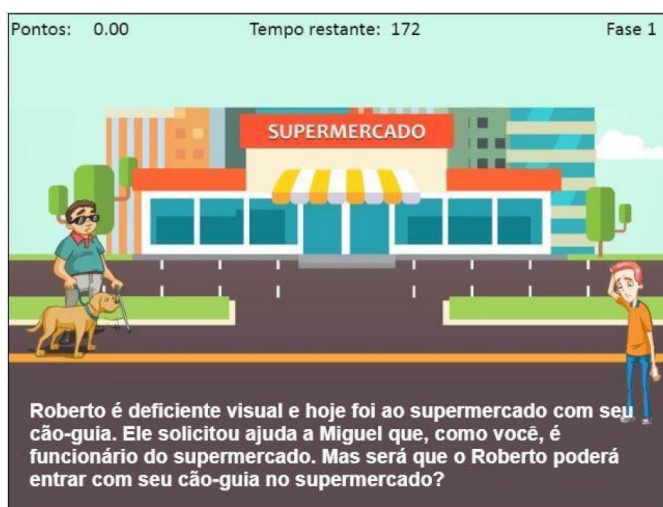 Pontos: 0.00 Tempo restante: 172 Fase 1
SUPERMERCADO
Roberto é deficiente visual e hoje foi ao supermercado com seu
cão-guia. Ele solicitou ajuda a Miguel que, como você, é
funcionário do supermercado. Mas será que o Roberto poderá
entrar com seu cão-guia no supermercado?